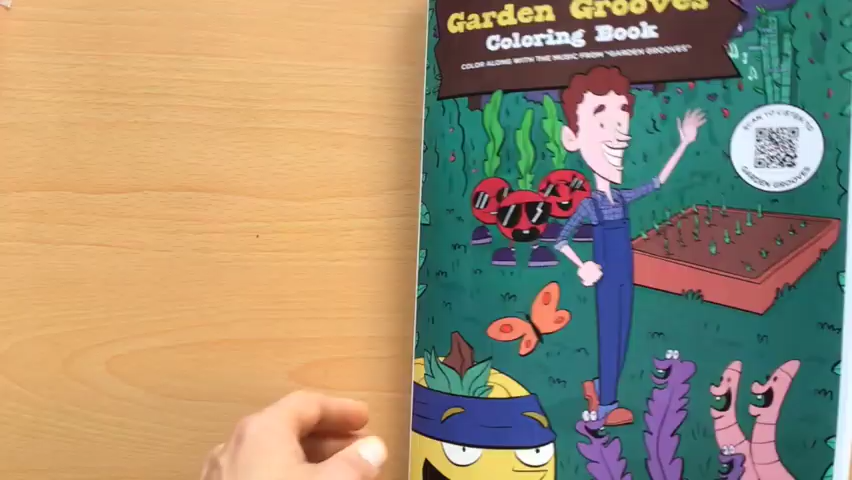 Garden Grooves
Coloring Book
COLOR ALONG WITH THE MUSIC FROM "GARDEN GROOVES"
SCAN TO LISTEN TO
GARDEN GROOVES